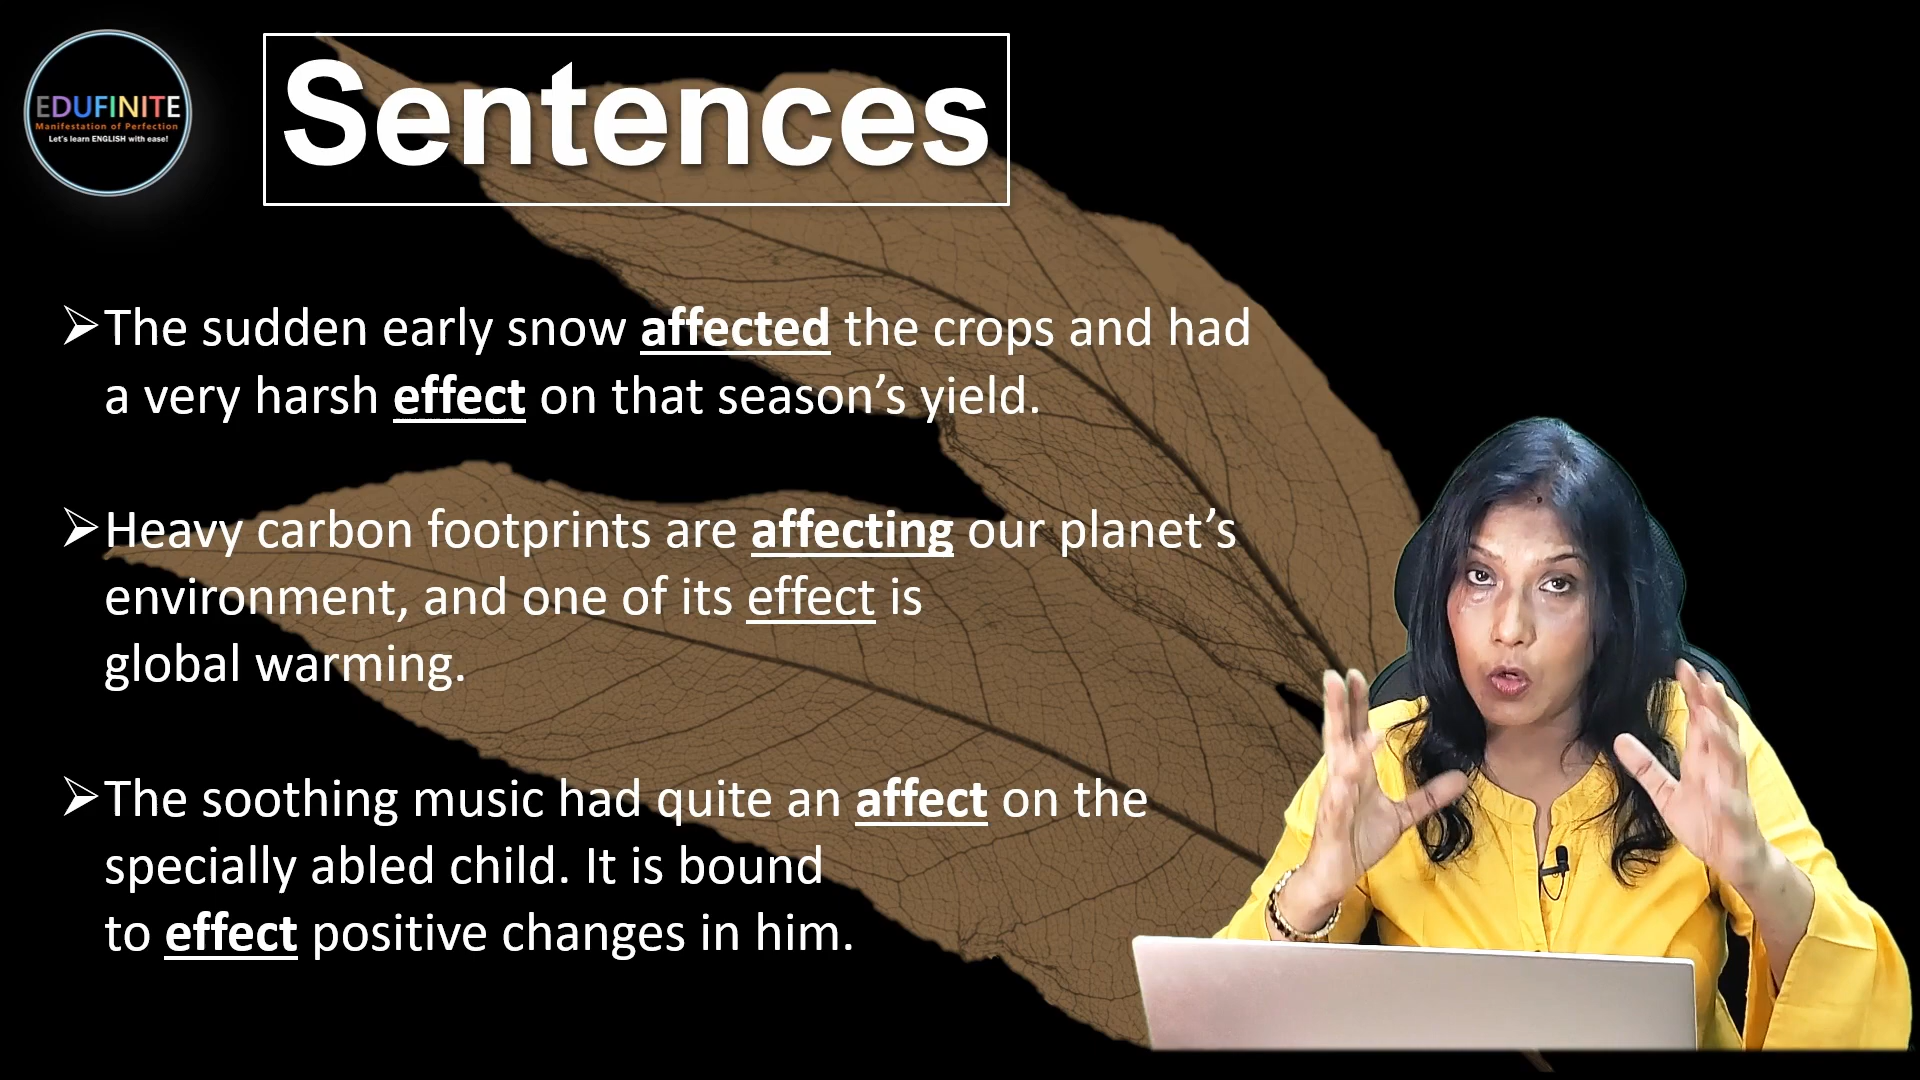 EDUFINITE
Manifestation of Perfection
Let's learn ENGLISH with ease!
Sentences
➢The sudden early snow affected the crops and had
a very harsh effect on that season’s yield.
➢Heavy carbon footprints are affecting our planet’s
environment, and one of its effect is
global warming.
➢The soothing music had quite an affect on the
specially abled child. It is bound
to effect positive changes in him.